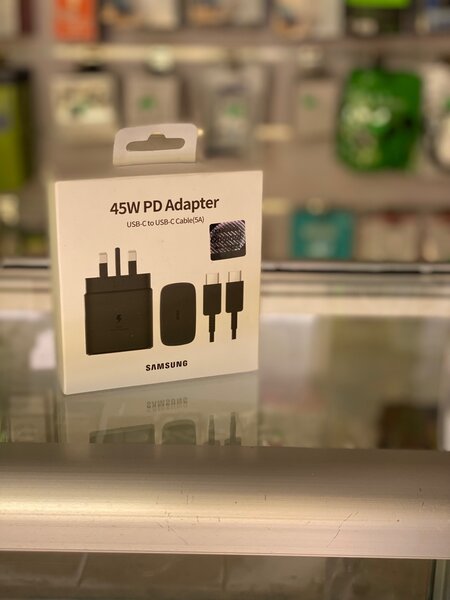 45W PD Adapter
USB-C to USB-C Cable(5A)
SAMSUNG